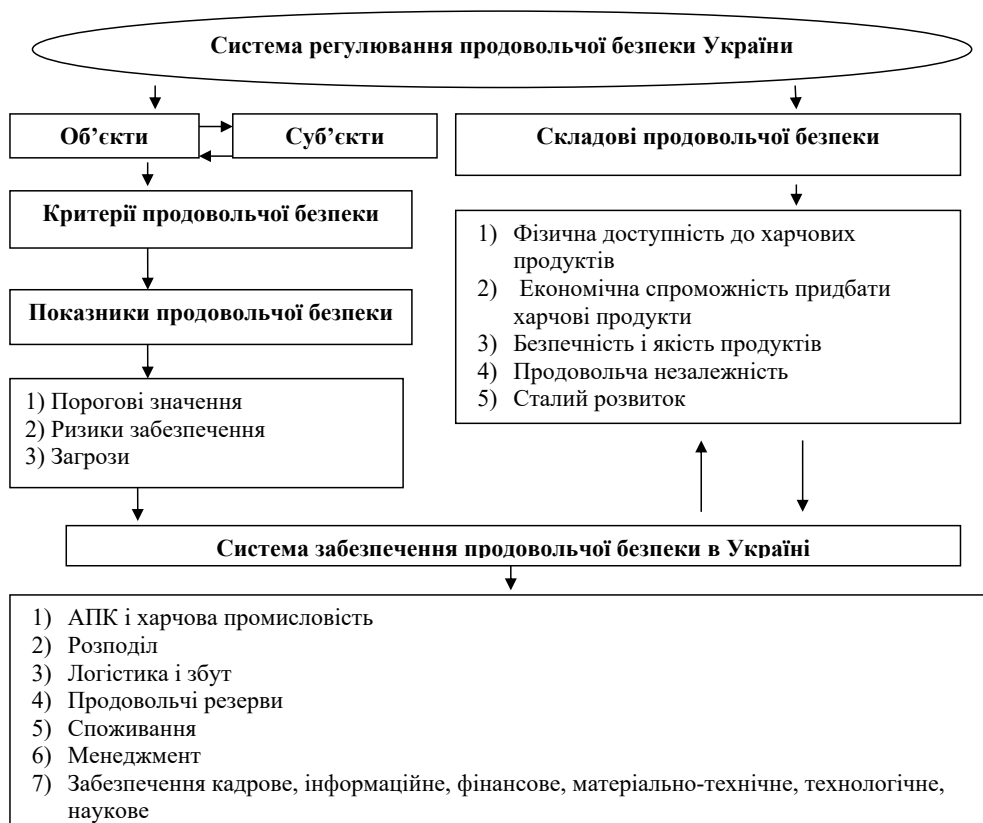 Система регулювання продовольчої безпеки України
Об’єкти
Суб’єкти
Складові продовольчої безпеки
Критерії продовольчої безпеки
Показники продовольчої безпеки
1) Фізична доступність до харчових
продуктів
2) Економічна спроможність придбати
харчові продукти
3) Безпечність і якість продуктів
4) Продовольча незалежність
5) Сталий розвиток
1) Порогові значення
2) Ризики забезпечення
3) Загрози
Система забезпечення продовольчої безпеки в Україні
1) АПК і харчова промисловість
2) Розподіл
3) Логістика і збут
4) Продовольчі резерви
5) Споживання
6) Менеджмент
7) Забезпечення кадрове, інформаційне, фінансове, матеріально-технічне, технологічне,
наукове